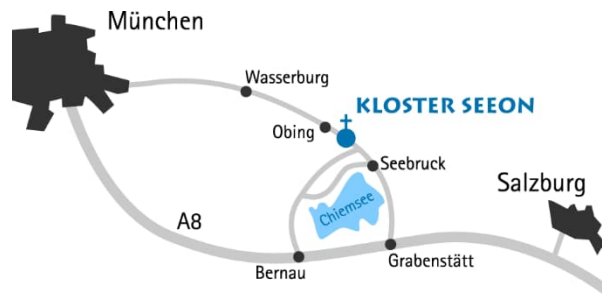 München
Wasserburg
KLOSTER SEEON
Obing
Seebruck
Salzburg
Chiemsee
A8
Bernau
Grabenstätt